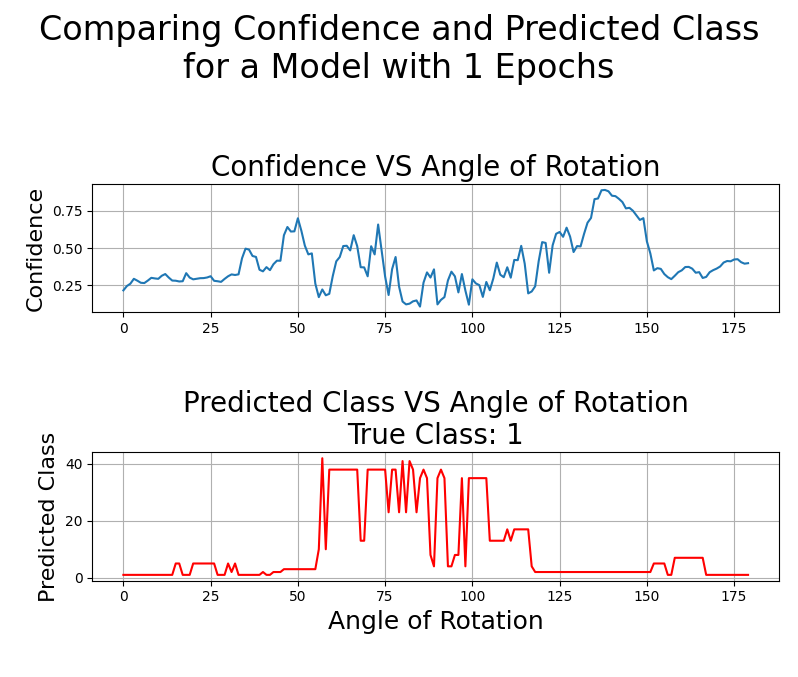 Comparing Confidence and Predicted Class
for a Model with 1 Epochs
Confidence VS Angle of Rotation
Confidence
0.75
0.50
0.25
0 25 50 75 100 125 150 175
Predicted Class VS Angle of Rotation
True Class: 1
Predicted Class
40
20
0
0 25 50 75 100 125 150 175
Angle of Rotation